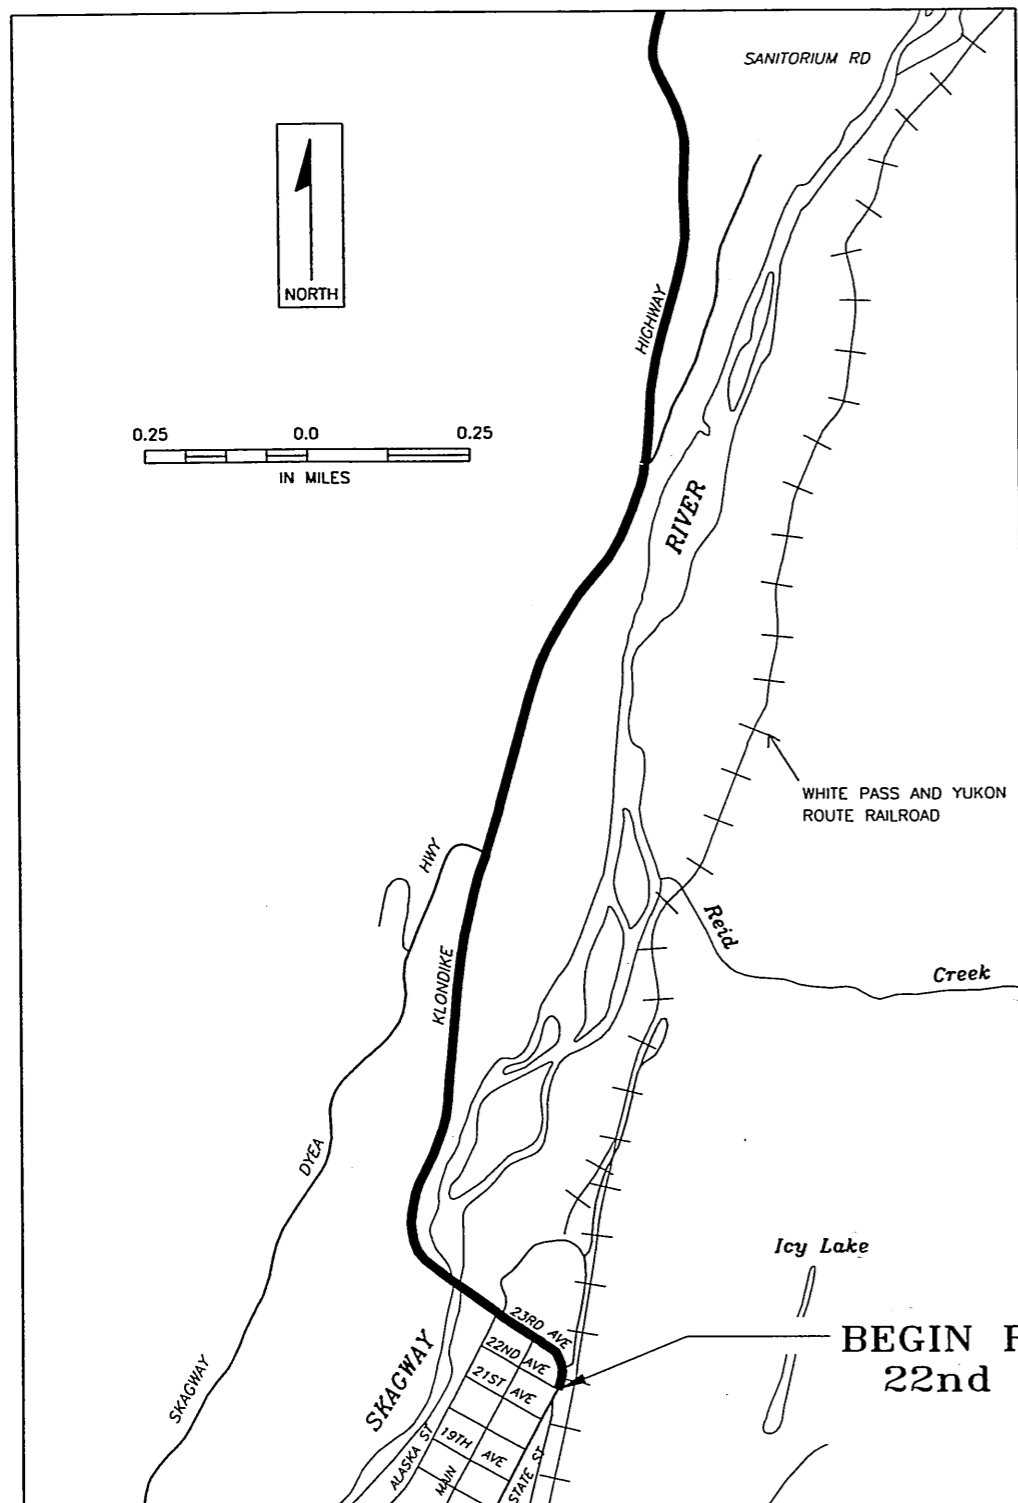 SANITORIUM RD
NORTH
HIGHWAY
0.25 0.0 0.25
IN MILES
RIVER
WHITE PASS AND YUKON
ROUTE RAILROAD
HWY
Reid
Creek
KLONDIKE
DYEA
Icy Lake
23RD AVE
BEGIN
22nd
22ND AVE
SKAGWAY
21ST AVE
SKAGWAY
19TH AVE
ALASKA ST
MAIN
STATE ST